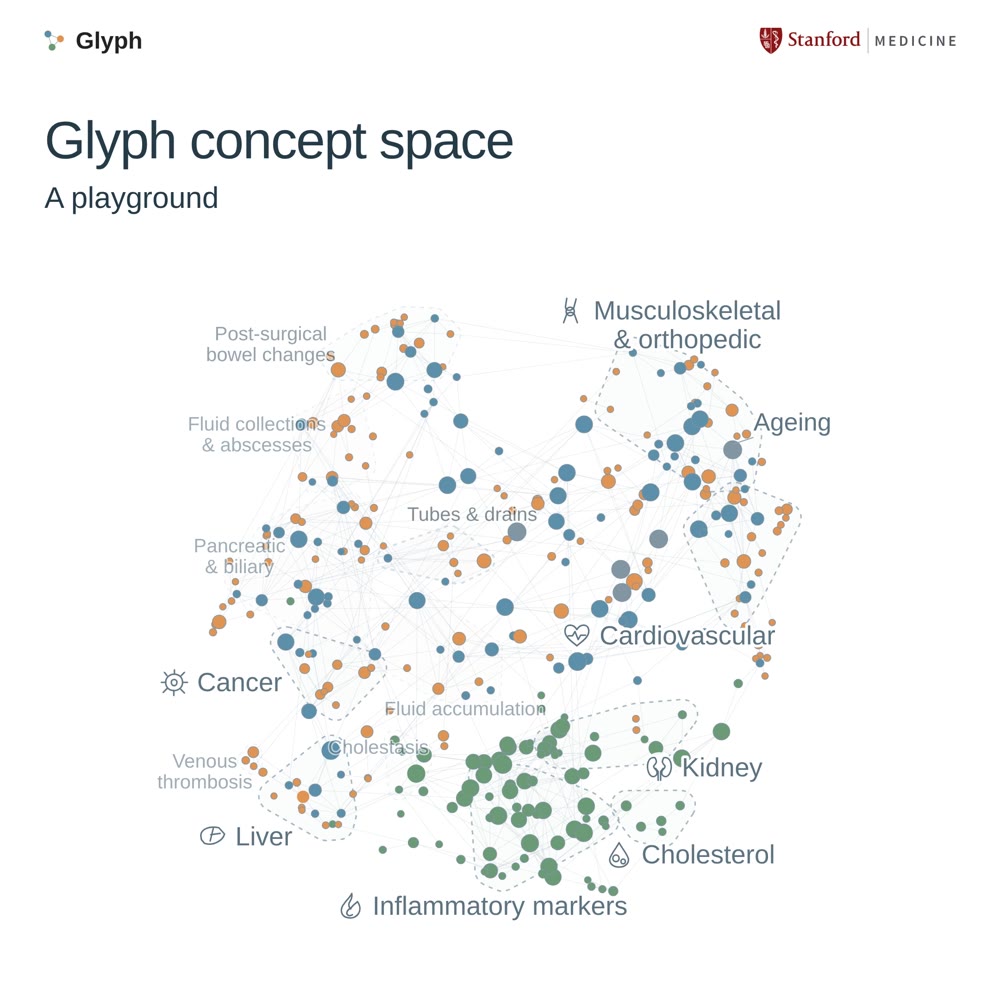 Glyph
Stanford MEDICINE
Glyph concept space
A playground
Musculoskeletal
& orthopedic
Post-surgical
bowel changes
Ageing
Fluid collections
& abscesses
Tubes & drains
Pancreatic
& biliary
Cardiovascular
Cancer
Fluid accumulation
Cholestasis
Venous
thrombosis
Kidney
Liver
Cholesterol
Inflammatory markers